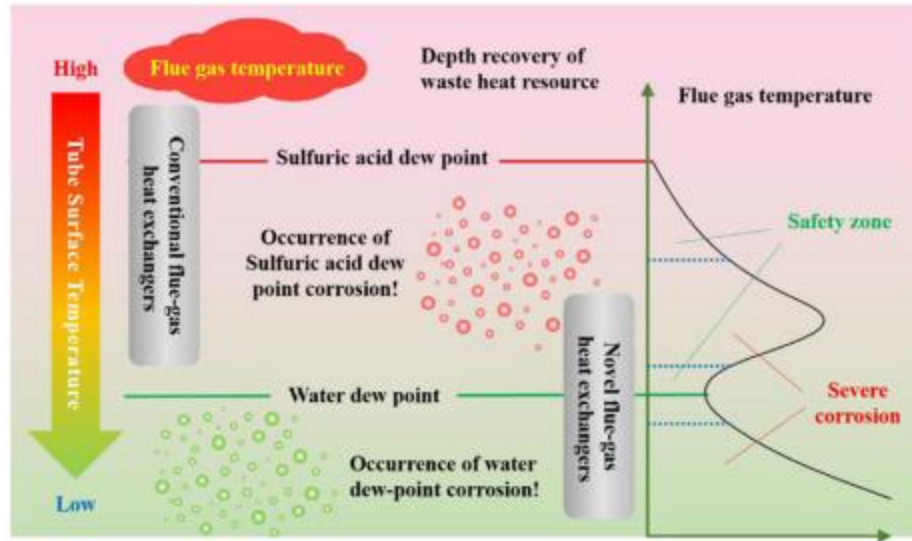 High
Flue gas temperature
Depth recovery of
waste heat resource
Flue gas temperature
Tube Surface Temperature
Conventional flue-gas
heat exchangers
Sulfuric acid dew point
Safety zone
Occurrence of
Sulfuric acid dew
point corrosion!
Novel flue-gas
heat exchangers
Water dew point
Severe
corrosion
Occurrence of water
dew-point corrosion!
Low